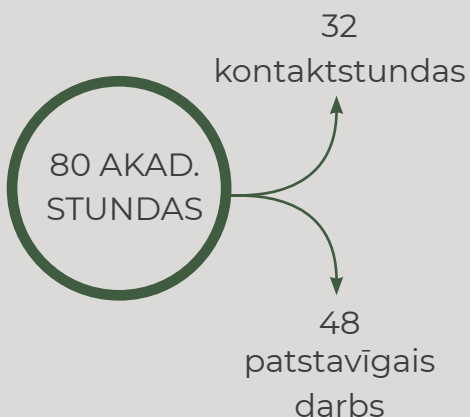 32
kontaktstundas
80 AKAD.
STUNDAS
48
patstavīgais
darbs